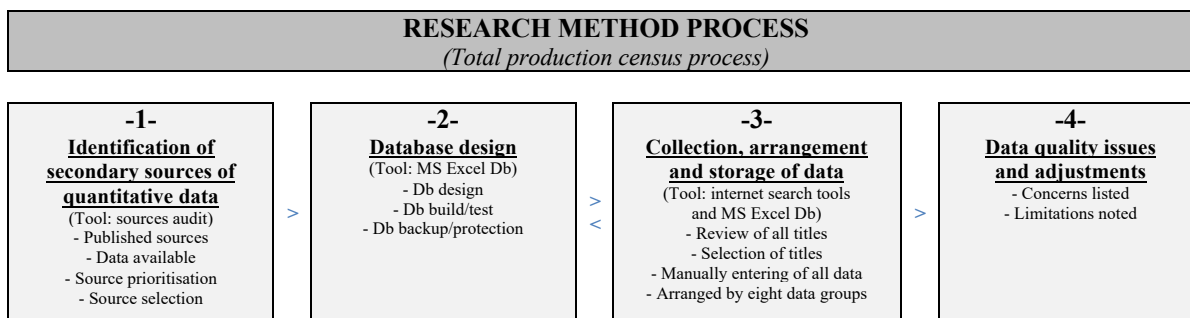 RESEARCH METHOD PROCESS
(Total production census process)
-1-
Identification of
secondary sources of
quantitative data
(Tool: sources audit)
- Published sources
- Data available
- Source prioritisation
- Source selection
>
-2-
Database design
(Tool: MS Excel Db)
- Db design
- Db build/test
- Db backup/protection
>
<
-3-
Collection, arrangement
and storage of data
(Tool: internet search tools
and MS Excel Db)
- Review of all titles
- Selection of titles
- Manually entering of all data
- Arranged by eight data groups
>
-4-
Data quality issues
and adjustments
- Concerns listed
- Limitations noted